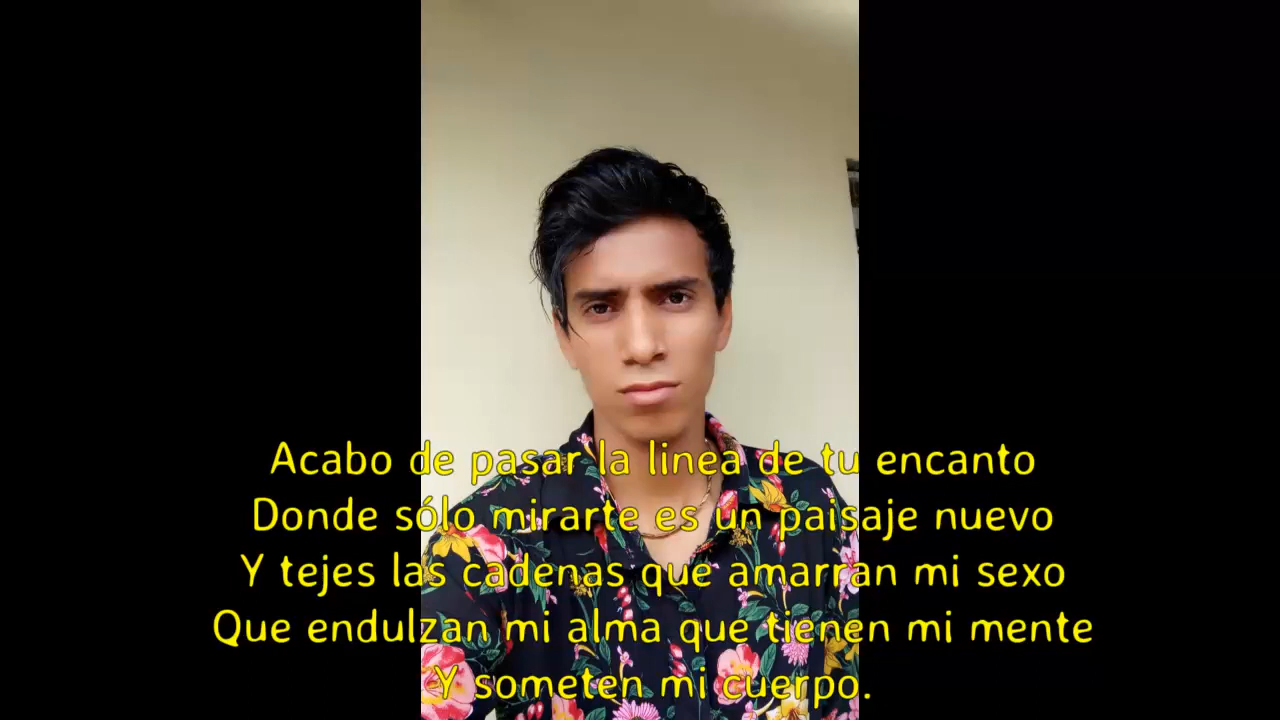 Acabo de pasar la linea de tu encanto
Donde sólo mirarte es un paisaje nuevo
Y tejes las cadenas que amarran mi sexo
Que endulzan mi alma que tienen mi mente
Y someten mi cuerpo.